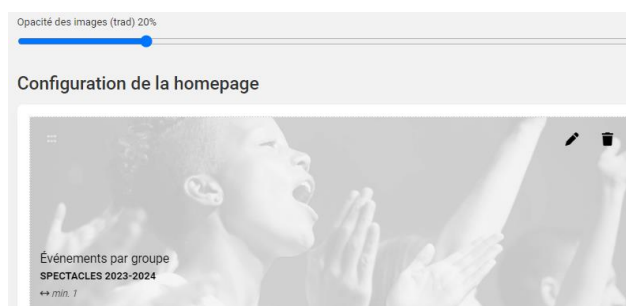 Opacité des images (trad) 20%
Configuration de la homepage
Événements par groupe
SPECTACLES 2023-2024
↔ min. 1